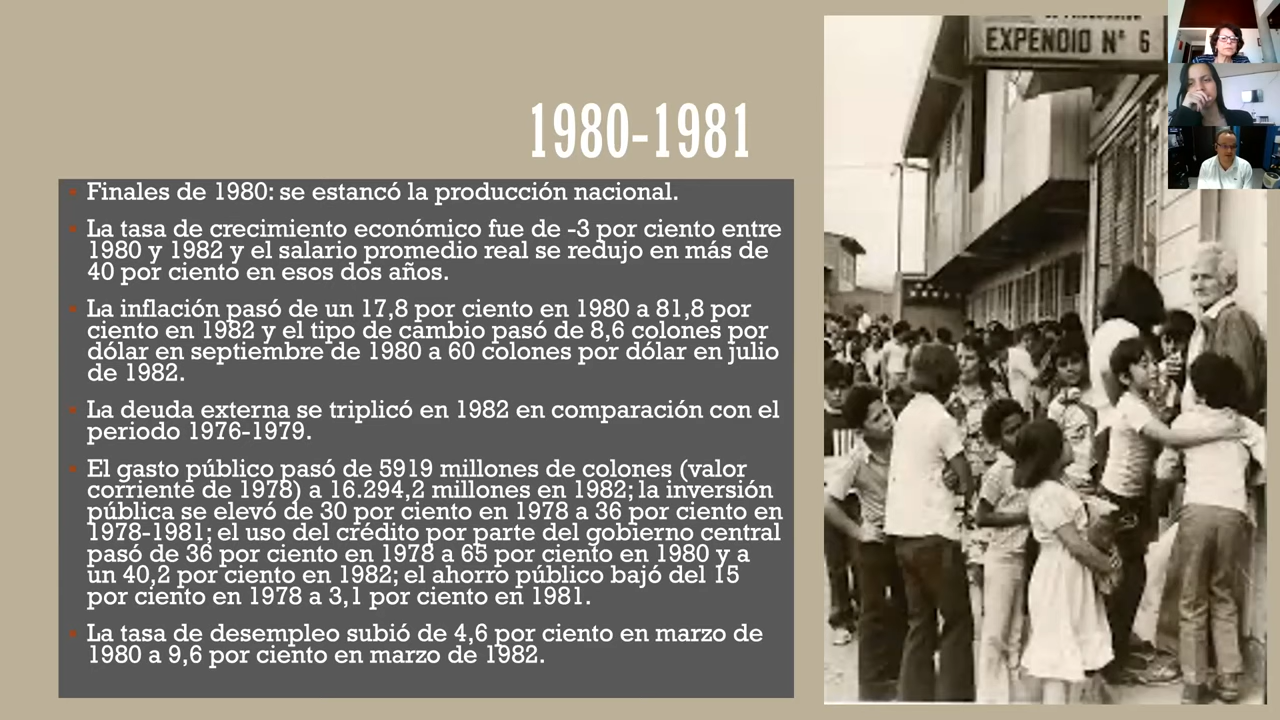 EXPENDIO Nº 6
1980-1981
Finales de 1980: se estancó la producción nacional.
La tasa de crecimiento económico fue de -3 por ciento entre
1980 y 1982 y el salario promedio real se redujo en más de
40 por ciento en esos dos años.
La inflación pasó de un 17,8 por ciento en 1980 a 81,8 por
ciento en 1982 y el tipo de cambio pasó de 8,6 colones por
dólar en septiembre de 1980 a 60 colones por dólar en julio
de 1982.
La deuda externa se triplicó en 1982 en comparación con el
periodo 1976-1979.
El gasto público pasó de 5919 millones de colones (valor
corriente de 1978) a 16.294,2 millones en 1982; la inversión
pública se elevó de 30 por ciento en 1978 a 36 por ciento en
1978-1981; el uso del crédito por parte del gobierno central
pasó de 36 por ciento en 1978 a 65 por ciento en 1980 y a
un 40,2 por ciento en 1982; el ahorro público bajó del 15
por ciento en 1978 a 3,1 por ciento en 1981.
La tasa de desempleo subió de 4,6 por ciento en marzo de
1980 a 9,6 por ciento en marzo de 1982.